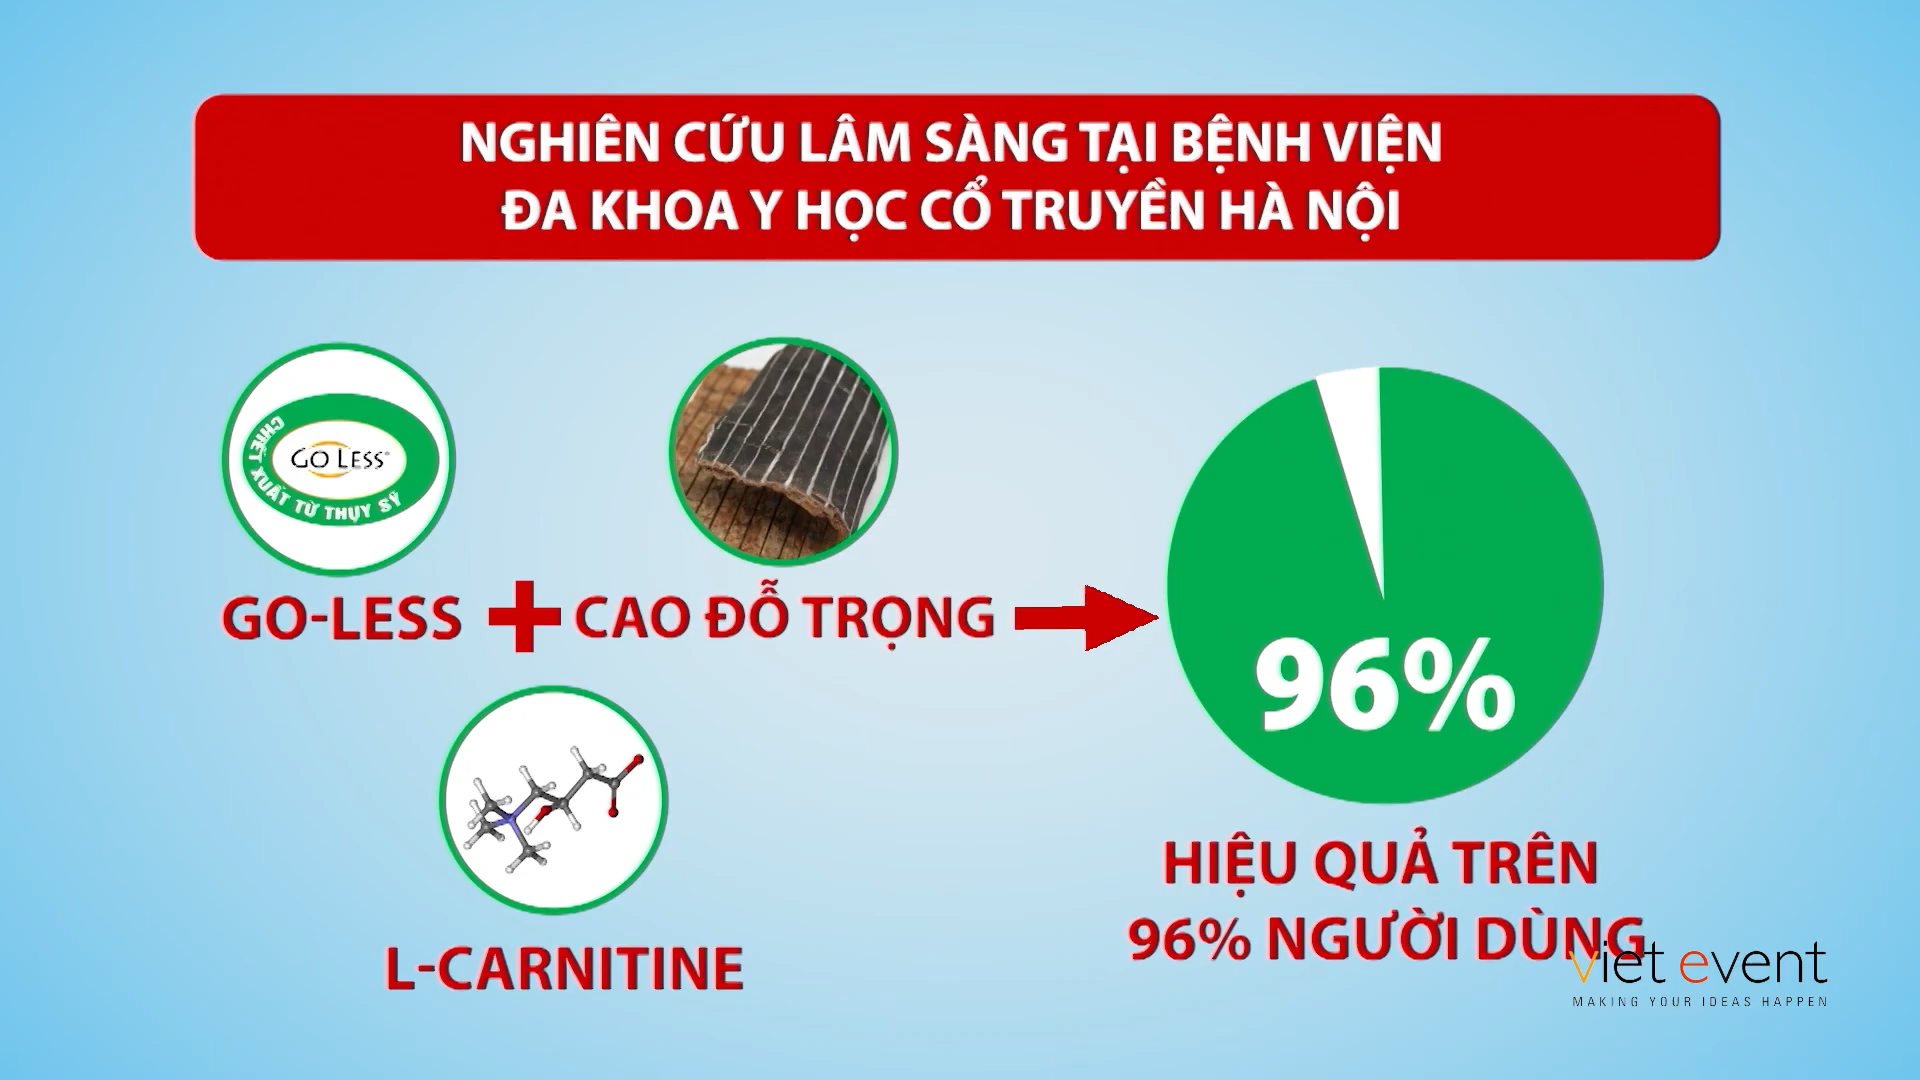 NGHIÊN CỨU LÂM SÀNG TẠI BỆNH VIỆN
ĐA KHOA Y HỌC CỔ TRUYỀN HÀ NỘI
GO LESS®
CHIẾT XUẤT TỪ THỤY SỸ
GO-LESS + CAO ĐỖ TRỌNG
L-CARNITINE
96%
HIỆU QUẢ TRÊN
96% NGƯỜI DÙNG
viet event
MAKING YOUR IDEAS HAPPEN